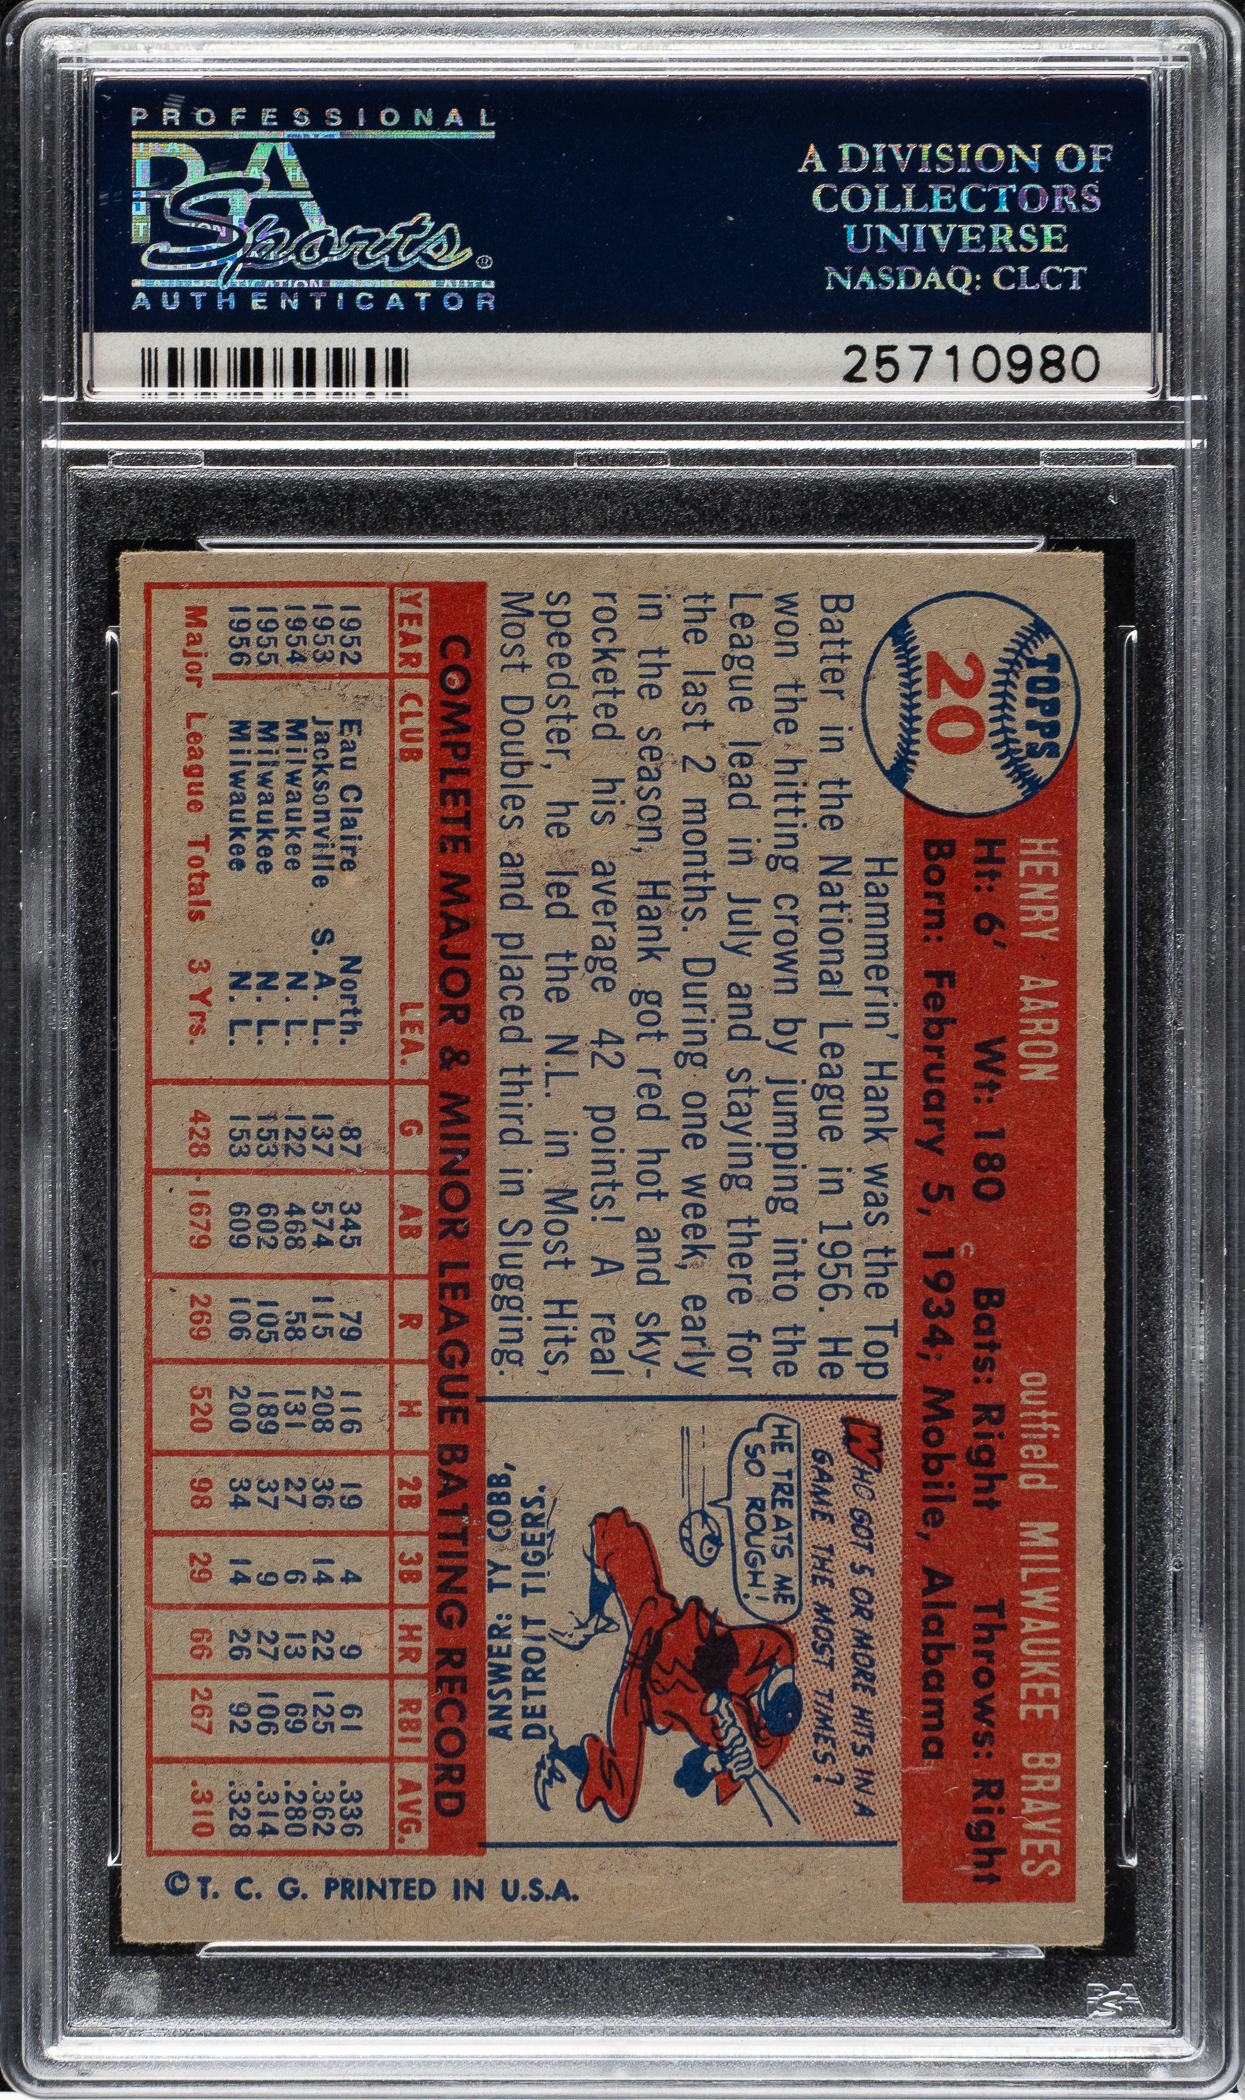 PROFESSIONAL
PSA
Sports®
AUTHENTICATOR
A DIVISION OF
COLLECTORS
UNIVERSE
NASDAQ: CLCT
25710980
TOPPS
20
HENRY AARON outfield MILWAUKEE BRAVES
Ht: 6' Wt: 180 Bats: Right Throws: Right
Born: February 5, 1934; Mobile, Alabama
Hammerin' Hank was the Top
Batter in the National League in 1956. He
won the hitting crown by jumping into the
League lead in July and staying there for
the last 2 months. During one week, early
in the season, Hank got red hot and sky-
rocketed his average 42 points! A real
speedster, he led the N.L. in Most Hits,
Most Doubles and placed third in Slugging.
WHO GOT 5 OR MORE HITS IN A
GAME THE MOST TIMES?
HE TREATS ME
SO ROUGH!
ANSWER: TY COBB,
DETROIT TIGERS.
COMPLETE MAJOR & MINOR LEAGUE BATTING RECORD
YEAR CLUB LEA. G AB R H 2B 3B HR RBI AVG.
1952 Eau Claire North. 87 345 79 116 19 4 9 61 .336
1953 Jacksonville S. A. L. 137 574 115 208 36 14 22 125 .362
1954 Milwaukee N. L. 122 468 58 131 27 6 13 69 .280
1955 Milwaukee N. L. 153 602 105 189 37 9 27 106 .314
1956 Milwaukee N. L. 153 609 106 200 34 14 26 92 .328
Major League Totals 3 Yrs. 428 1679 269 520 98 29 66 267 .310
© T. C. G. PRINTED IN U.S.A.
PSA